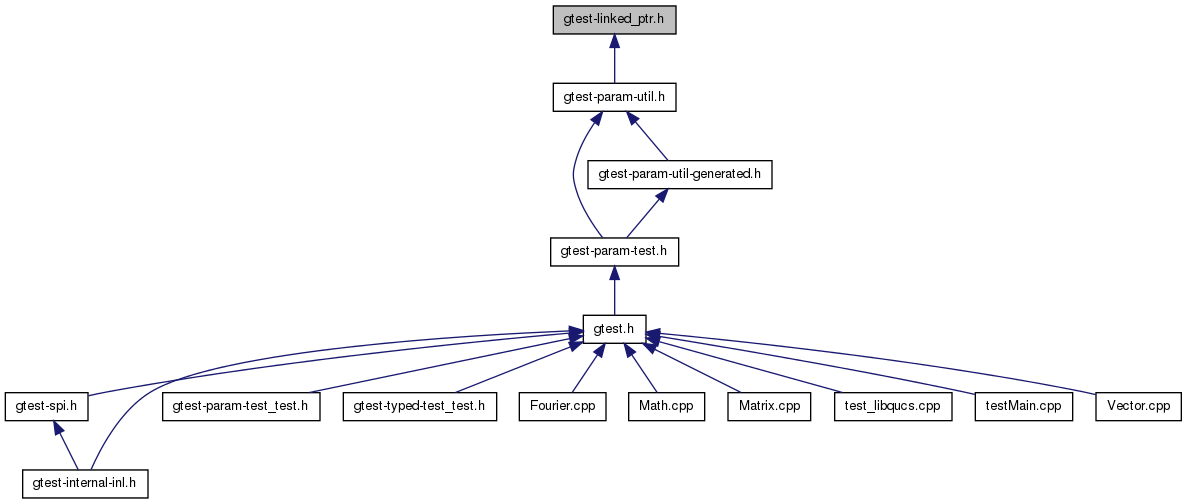 gtest-linked_ptr.h
gtest-param-util.h
gtest-param-util-generated.h
gtest-param-test.h
gtest.h
gtest-spi.h
gtest-param-test_test.h
gtest-typed-test_test.h
Fourier.cpp
Math.cpp
Matrix.cpp
test_libqucs.cpp
testMain.cpp
Vector.cpp
gtest-internal-inl.h